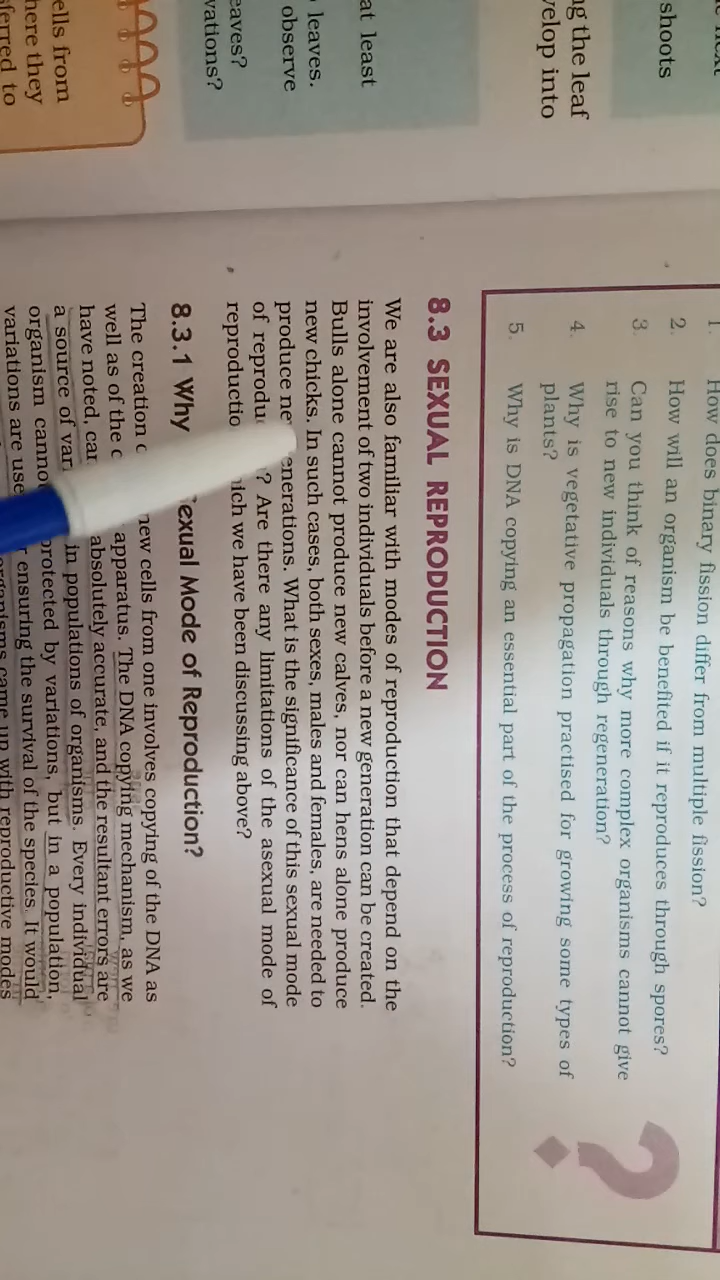 shoots
ng the leaf
velop into
at least
leaves.
observe
eaves?
vations?
ells from
here they
ferred to
1. How does binary fission differ from multiple fission?
2. How will an organism be benefited if it reproduces through spores?
3. Can you think of reasons why more complex organisms cannot give
rise to new individuals through regeneration?
4. Why is vegetative propagation practised for growing some types of
plants?
5. Why is DNA copying an essential part of the process of reproduction?
?
8.3 SEXUAL REPRODUCTION
We are also familiar with modes of reproduction that depend on the
involvement of two individuals before a new generation can be created.
Bulls alone cannot produce new calves, nor can hens alone produce
new chicks. In such cases, both sexes, males and females, are needed to
produce ne enerations. What is the significance of this sexual mode
of reprodu ? Are there any limitations of the asexual mode of
reproductio hich we have been discussing above?
8.3.1 Why exual Mode of Reproduction?
The creation new cells from one involves copying of the DNA as
well as of the c apparatus. The DNA copying mechanism, as we
have noted, can absolutely accurate, and the resultant errors are
a source of var in populations of organisms. Every individual
organism canno protected by variations, but in a population,
variations are use r ensuring the survival of the species. It would
organisms came up with reproductive modes